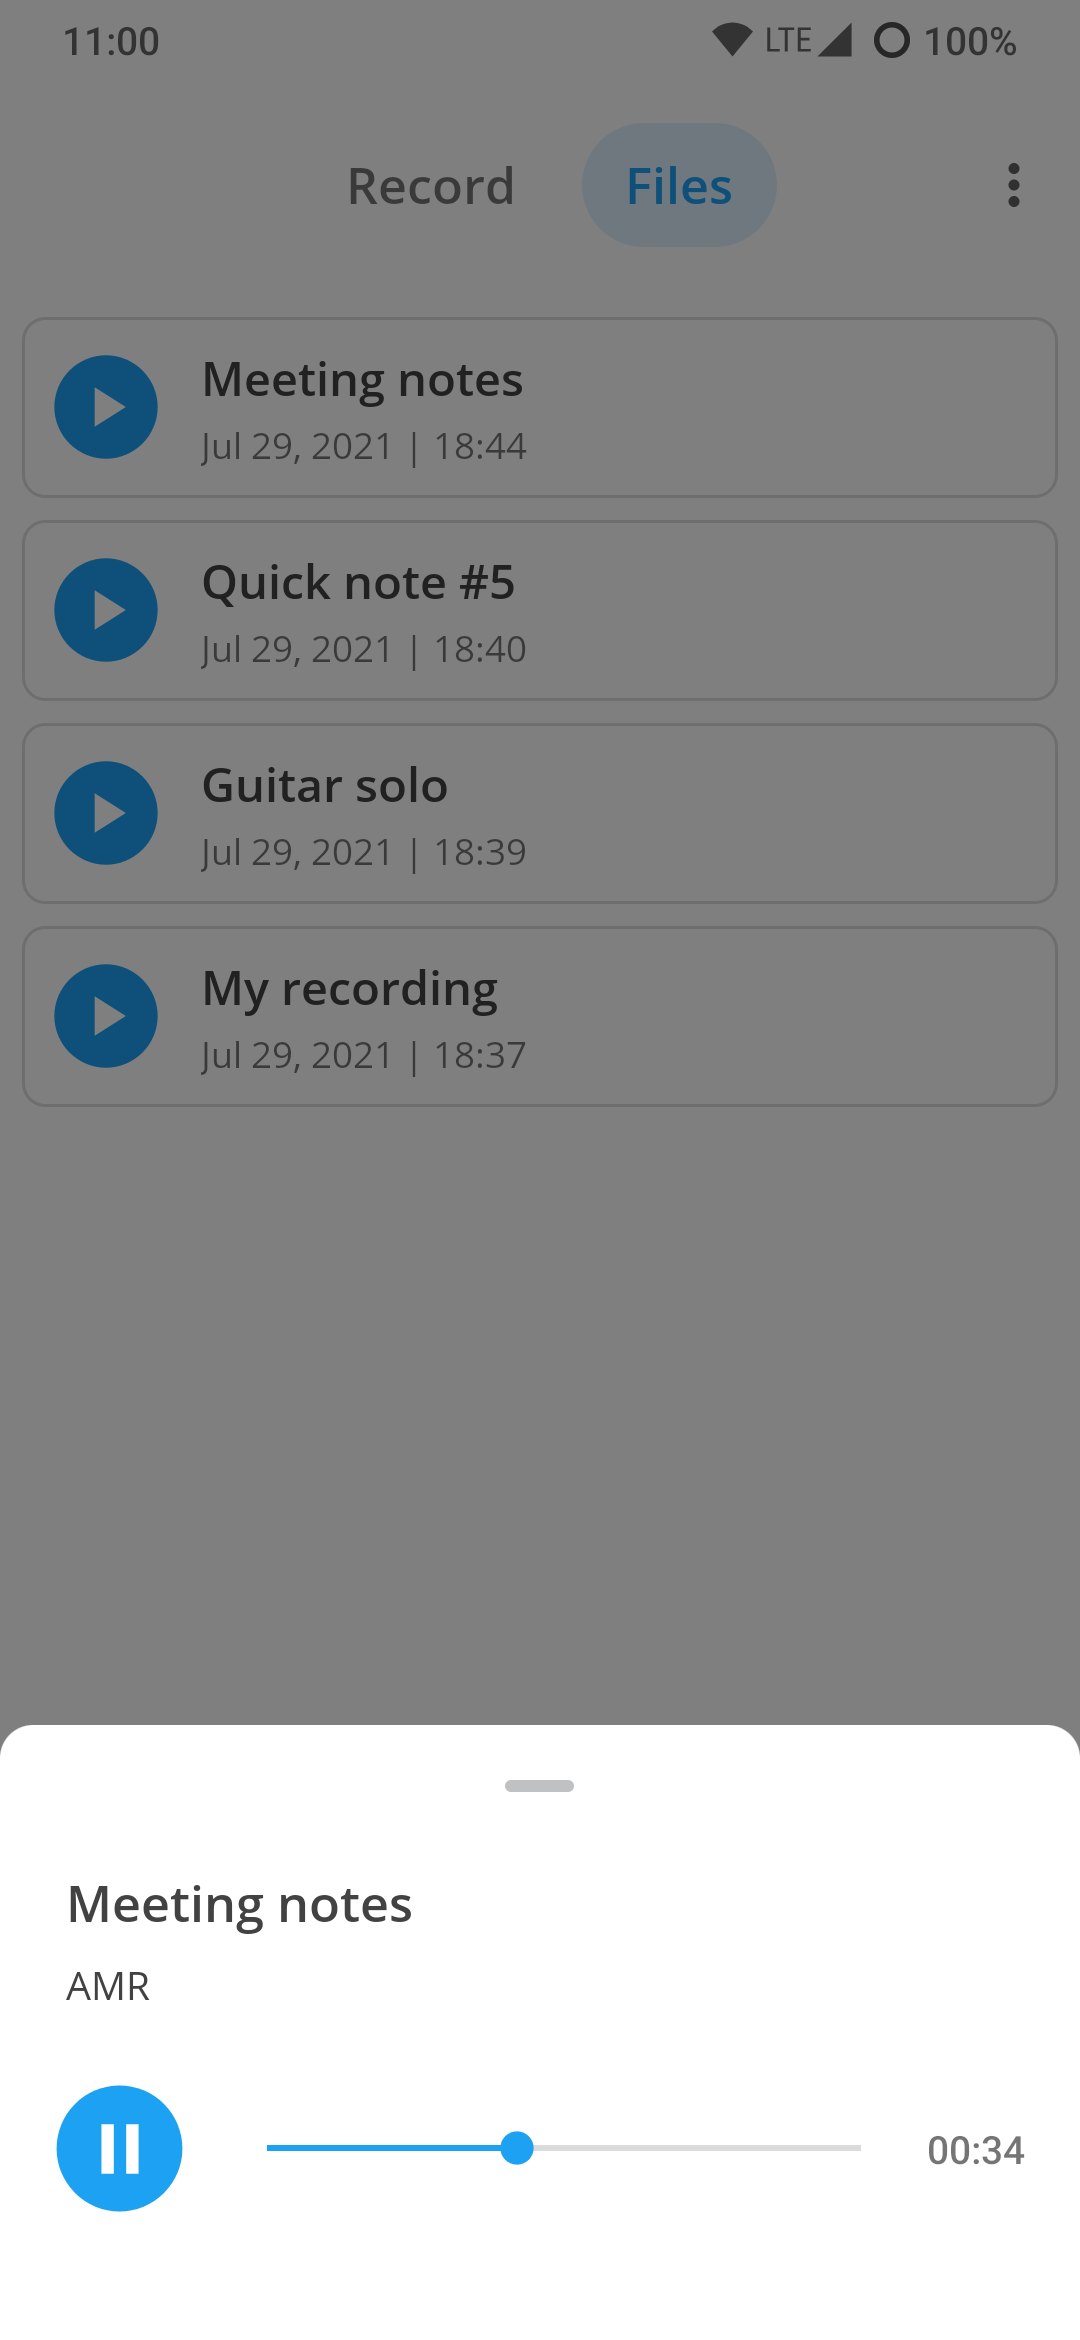 11:00 LTE 100%
Record Files
Meeting notes
Jul 29, 2021 | 18:44
Quick note #5
Jul 29, 2021 | 18:40
Guitar solo
Jul 29, 2021 | 18:39
My recording
Jul 29, 2021 | 18:37
Meeting notes
AMR
00:34